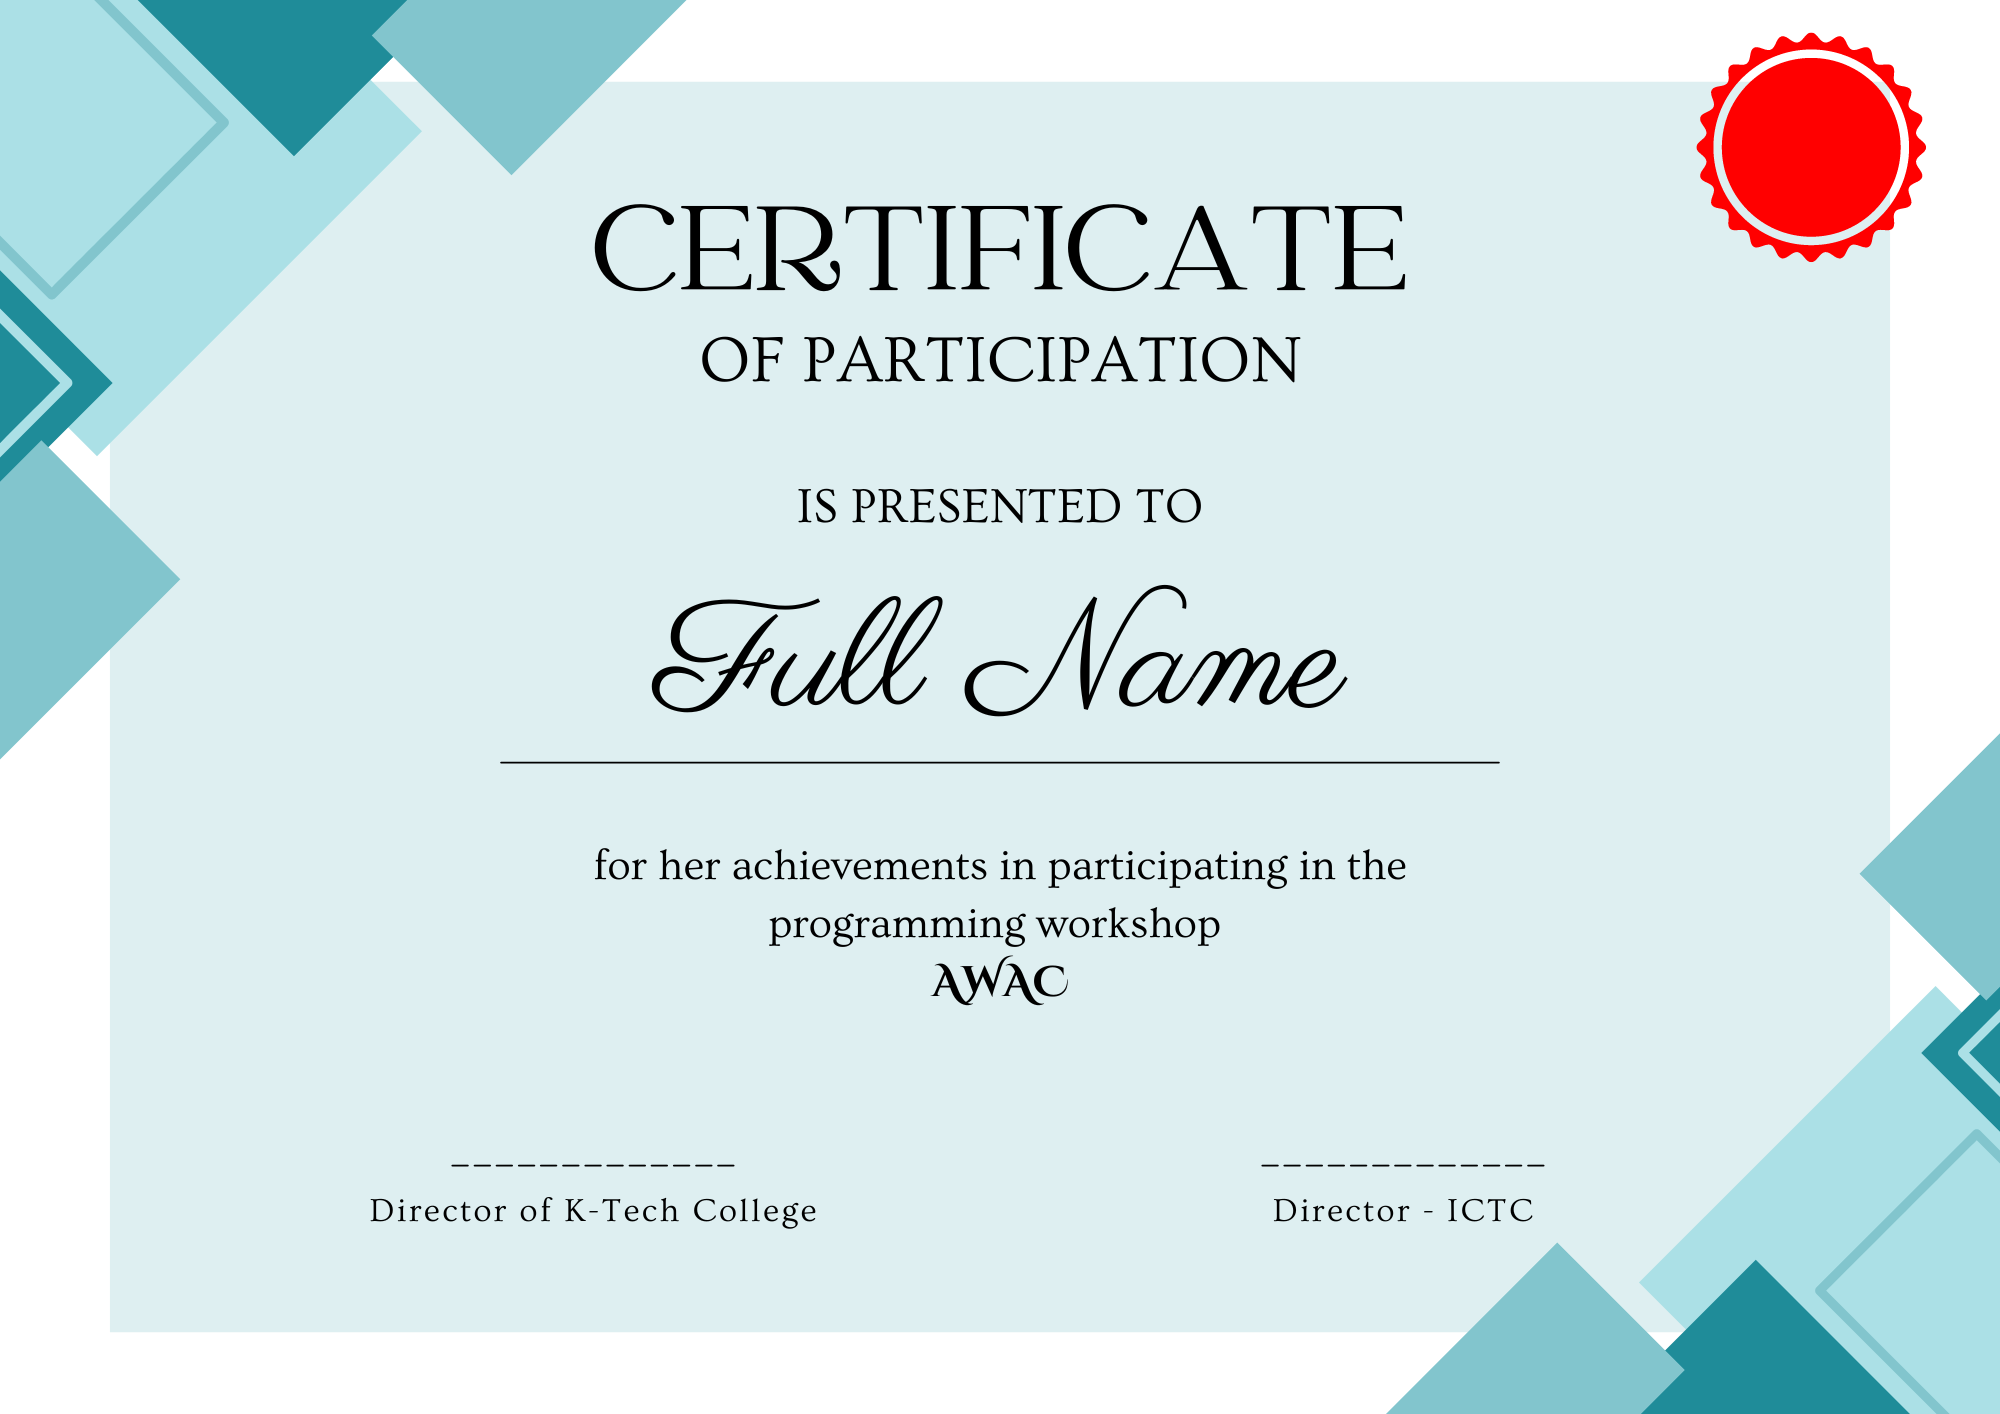 CERTIFICATE
OF PARTICIPATION
IS PRESENTED TO
Full Name
for her achievements in participating in the
programming workshop
AWAC
_____________ _____________
Director of K-Tech College Director - ICTC